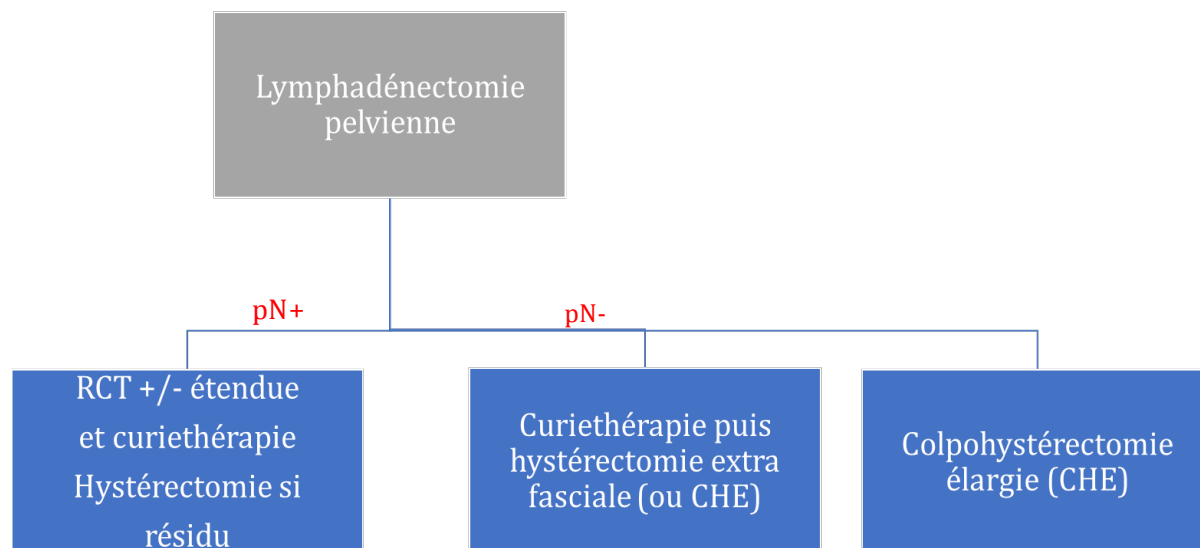 Lymphadénectomie
pelvienne
pN+
pN-
RCT +/- étendue
et curiethérapie
Hystérectomie si
résidu
Curiethérapie puis
hystérectomie extra
fasciale (ou CHE)
Colpohystérectomie
élargie (CHE)